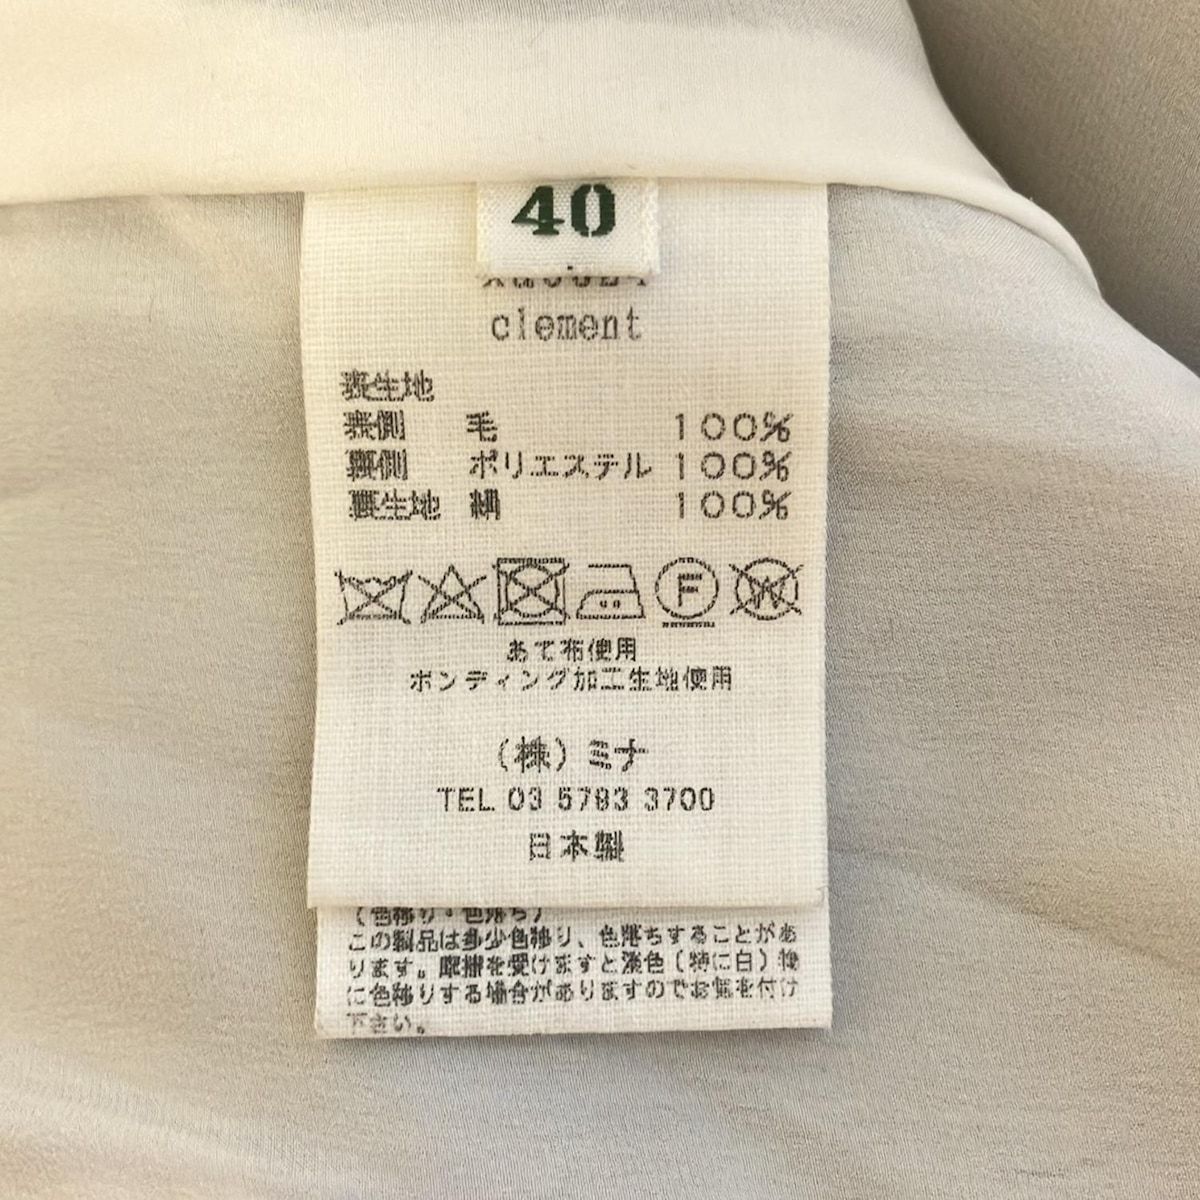 40
clement
表生地
表側 毛 100%
裏側 ポリエステル 100%
裏生地 絹 100%
F W
あて布使用
ボンディング加工生地使用
(株)ミナ
TEL 03 5793 3700
日本製
(色移り・色落ち)
この製品は多少色移り、色落ちすることがあ
ります。摩擦を受けますと淡色(特に白)物
に色移りする場合がありますのでお気を付け
下さい。